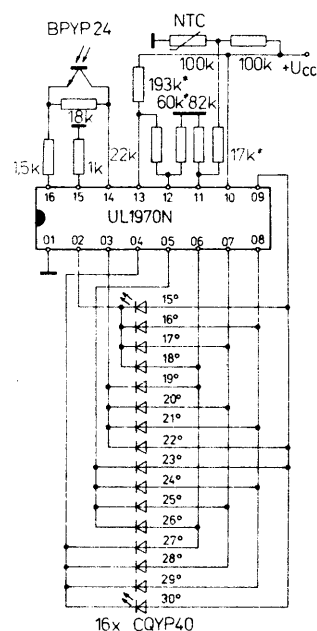 NTC
BPYP24
100k 100k +Ucc
193k*
18k
60k* 82k
1,5k 1k 22k 17k*
16 15 14 13 12 11 10 09
UL1970N
01 02 03 04 05 06 07 08
15°
16°
17°
18°
19°
20°
21°
22°
23°
24°
25°
26°
27°
28°
29°
30°
16x CQYP40